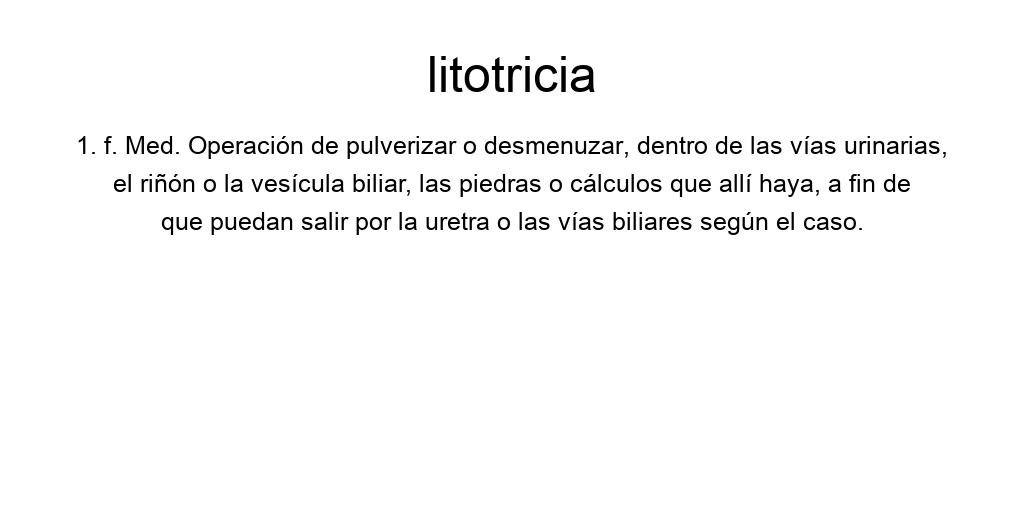 litotricia
1. f. Med. Operación de pulverizar o desmenuzar, dentro de las vías urinarias,
el riñón o la vesícula biliar, las piedras o cálculos que allí haya, a fin de
que puedan salir por la uretra o las vías biliares según el caso.